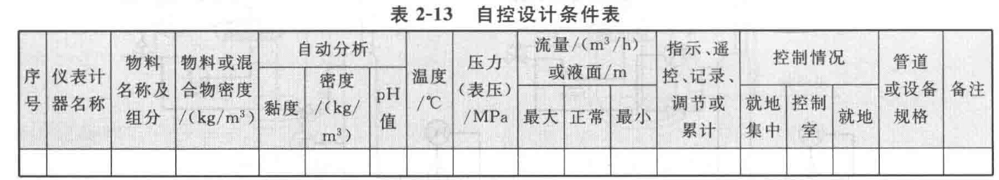 表 2-13 自控设计条件表
序号
仪表计
器名称
物料
名称及
组分
物料或混
合物密度
/(kg/m³)
自动分析
黏度
密度
/(kg/
m³)
pH
值
温度
/℃
压力
(表压)
/MPa
流量/(m³/h)
或液面/m
最大
正常
最小
指示、遥
控、记录、
调节或
累计
控制情况
就地
集中
控制
室
就地
管道
或设备
规格
备注